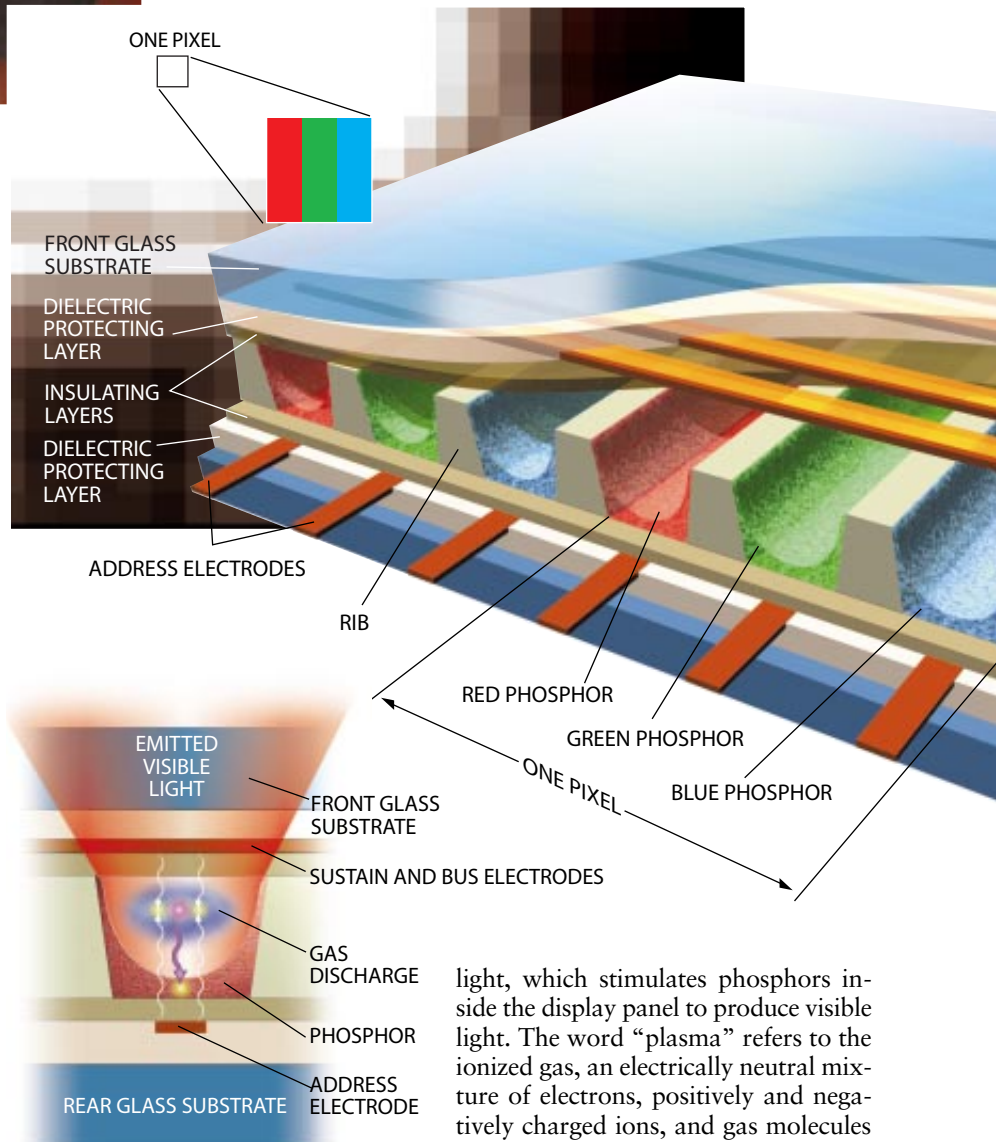 ONE PIXEL
FRONT GLASS
SUBSTRATE
DIELECTRIC
PROTECTING
LAYER
INSULATING
LAYERS
DIELECTRIC
PROTECTING
LAYER
ADDRESS ELECTRODES
RIB
RED PHOSPHOR
GREEN PHOSPHOR
BLUE PHOSPHOR
ONE PIXEL
EMITTED
VISIBLE
LIGHT
FRONT GLASS
SUBSTRATE
SUSTAIN AND BUS ELECTRODES
GAS
DISCHARGE
PHOSPHOR
ADDRESS
ELECTRODE
REAR GLASS SUBSTRATE
light, which stimulates phosphors in-
side the display panel to produce visible
light. The word “plasma” refers to the
ionized gas, an electrically neutral mix-
ture of electrons, positively and nega-
tively charged ions, and gas molecules